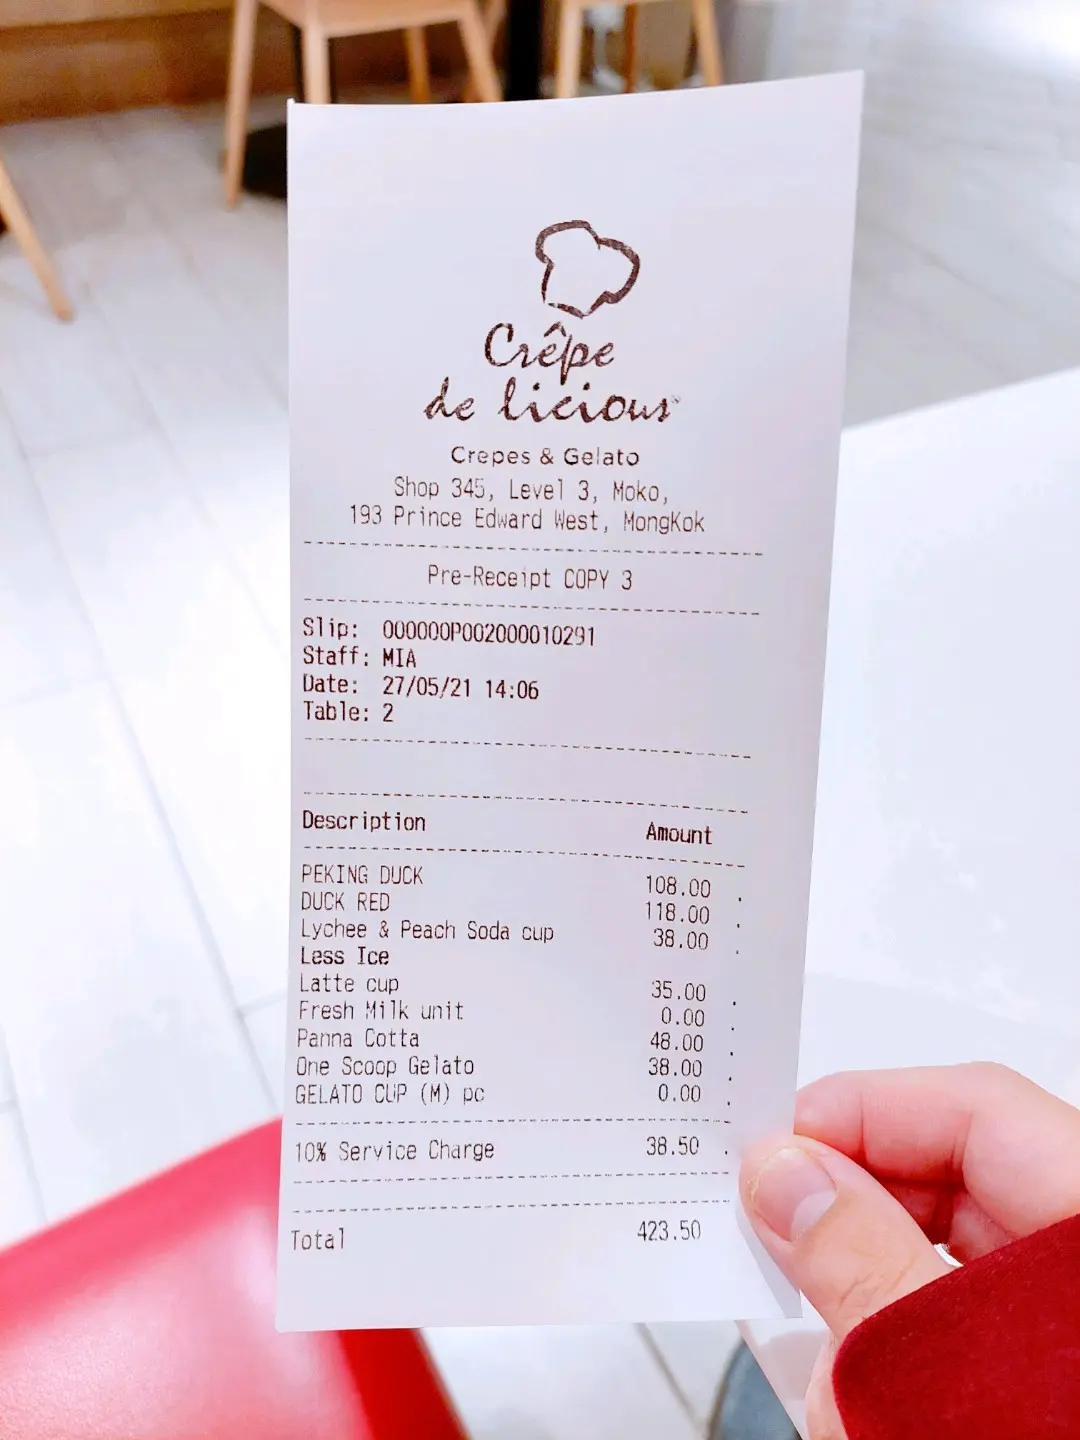 Crêpe
de licious™
Crepes & Gelato
Shop 345, Level 3, Moko,
193 Prince Edward West, MongKok
Pre-Receipt COPY 3
Slip: 000000P002000010291
Staff: MIA
Date: 27/05/21 14:06
Table: 2
Description Amount
PEKING DUCK 108.00 .
DUCK RED 118.00 .
Lychee & Peach Soda cup 38.00 .
Less Ice
Latte cup 35.00 .
Fresh Milk unit 0.00 .
Panna Cotta 48.00 .
One Scoop Gelato 38.00 .
GELATO CUP (M) pc 0.00 .
10% Service Charge 38.50 .
Total 423.50